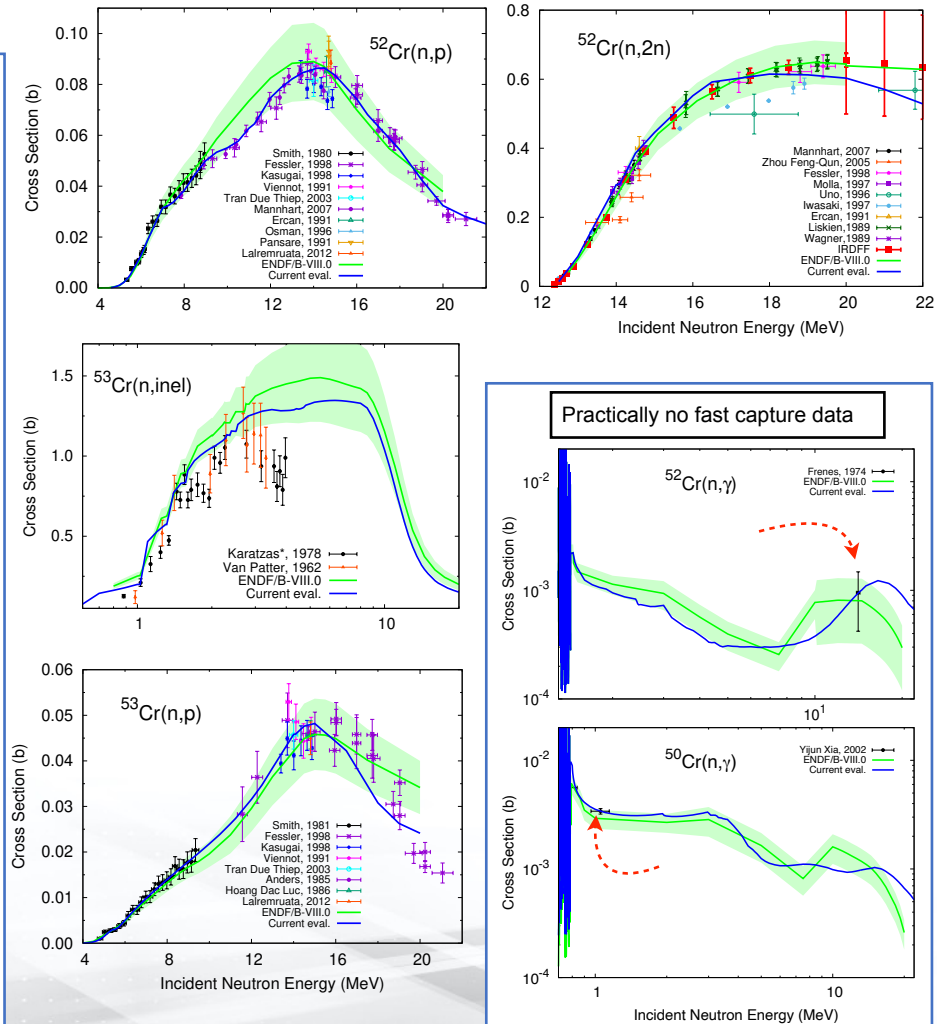 52Cr(n,p)
Cross Section (b)
0.10
0.08
0.06
0.04
0.02
0.00
Smith, 1980
Fessler, 1998
Kasugai, 1998
Viennot, 1991
Tran Due Thiep, 2003
Mannhart, 2007
Ercan, 1991
Osman, 1996
Pansare, 1991
Lalremruata, 2012
ENDF/B-VIII.0
Current eval.
4 8 12 16 20
52Cr(n,2n)
Cross Section (b)
0.8
0.6
0.4
0.2
0
Mannhart, 2007
Zhou Feng-Qun, 2005
Fessler, 1998
Molla, 1997
Uno, 1996
Iwasaki, 1997
Ercan, 1991
Liskien,1989
Wagner,1989
IRDFF
ENDF/B-VIII.0
Current eval.
12 14 16 18 20 22
Incident Neutron Energy (MeV)
53Cr(n,inel)
Cross Section (b)
1.5
1.0
0.5
Karatzas*, 1978
Van Patter, 1962
ENDF/B-VIII.0
Current eval.
1 10
53Cr(n,p)
Cross Section (b)
0.06
0.05
0.04
0.03
0.02
0.01
0.00
Smith, 1981
Fessler, 1998
Kasugai, 1998
Viennot, 1991
Tran Due Thiep, 2003
Anders, 1985
Hoang Dac Luc, 1986
Lalremruata, 2012
ENDF/B-VIII.0
Current eval.
4 6 8 10 12 14 16 18 20
Incident Neutron Energy (MeV)
Practically no fast capture data
52Cr(n,γ)
Cross Section (b)
10-2
10-3
10-4
Frenes, 1974
ENDF/B-VIII.0
Current eval.
101
50Cr(n,γ)
Cross Section (b)
10-2
10-3
10-4
Yijun Xia, 2002
ENDF/B-VIII.0
Current eval.
1 10
Incident Neutron Energy (MeV)